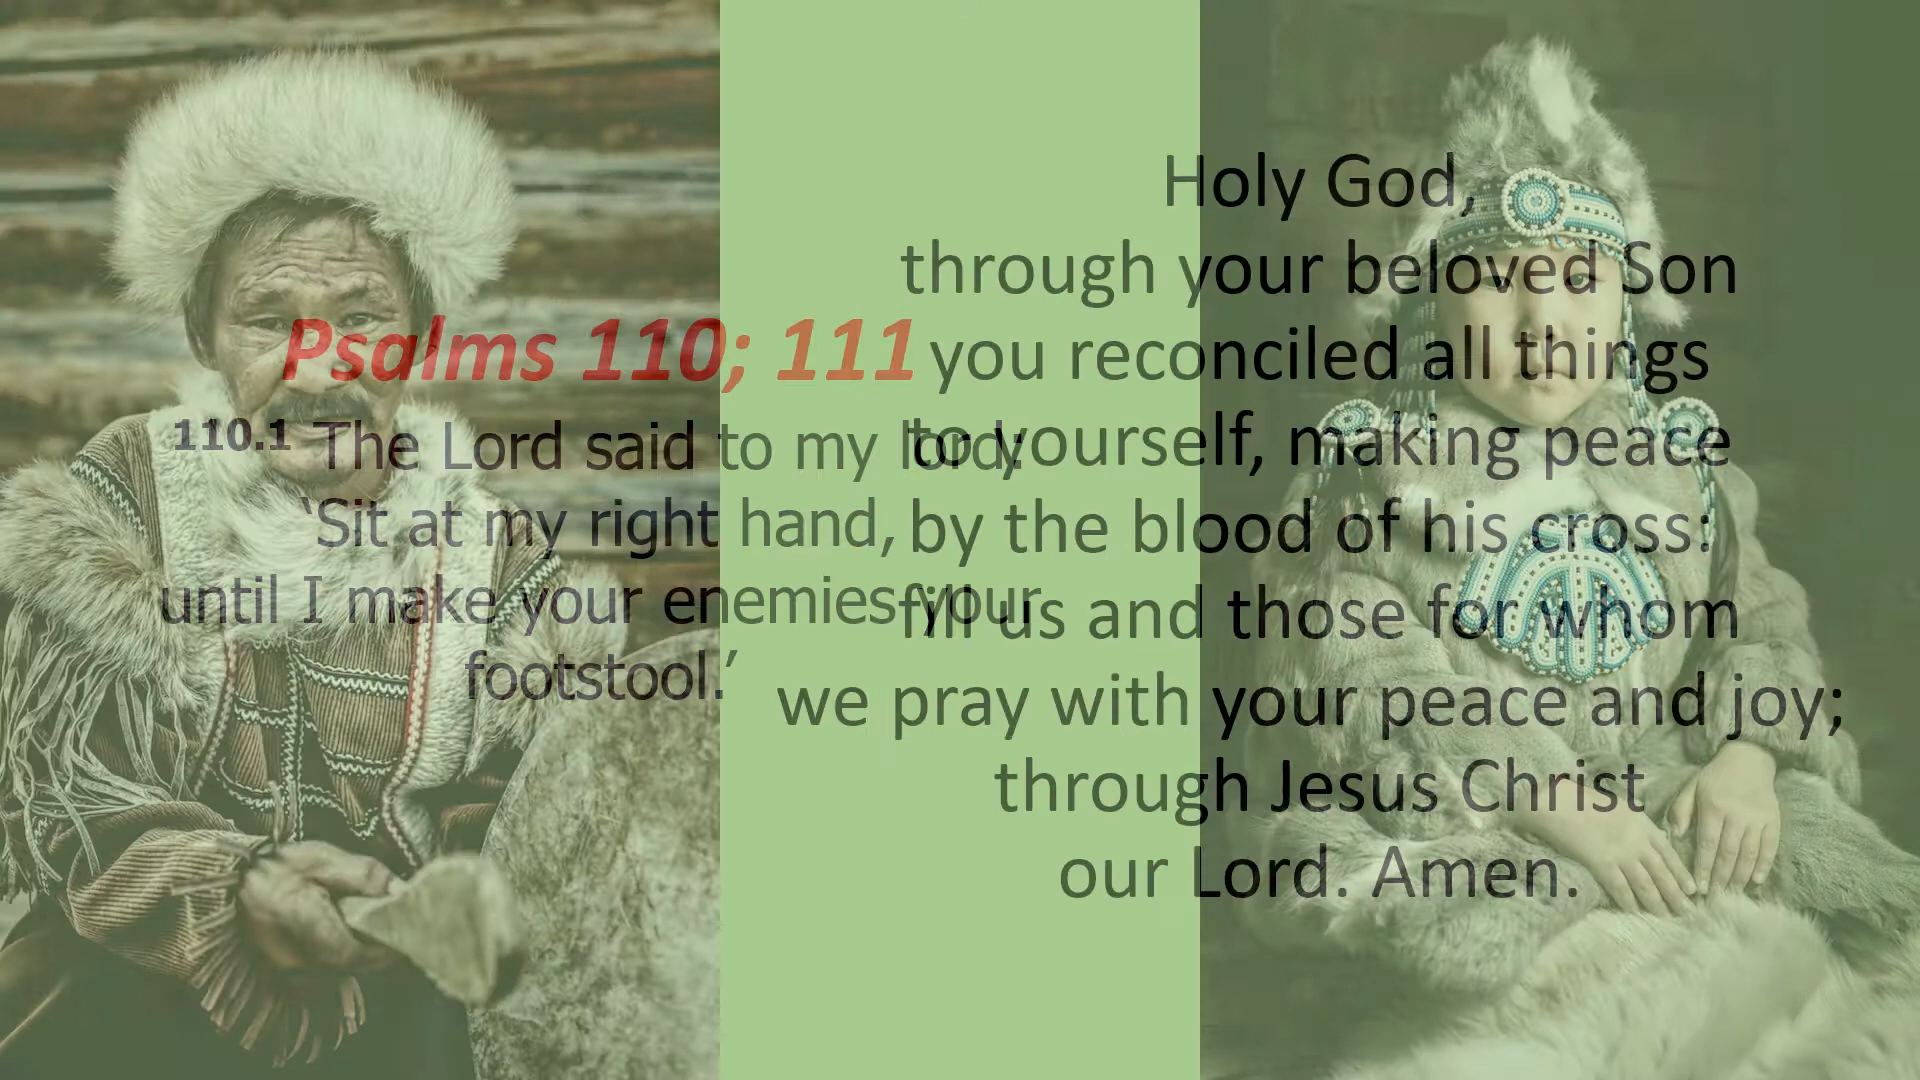 Psalms 110; 111
110.1 The Lord said to my lord:
‘Sit at my right hand,
until I make your enemies your
footstool.’
Holy God,
through your beloved Son
you reconciled all things
to yourself, making peace
by the blood of his cross:
fill us and those for whom
we pray with your peace and joy;
through Jesus Christ
our Lord. Amen.